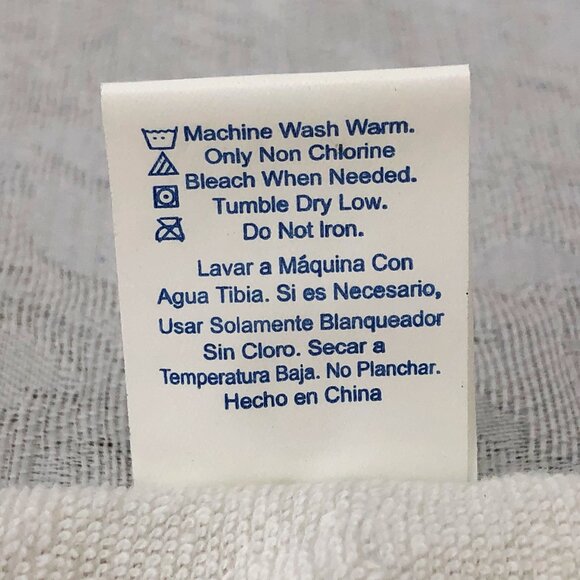 Machine Wash Warm.
Only Non Chlorine
Bleach When Needed.
Tumble Dry Low.
Do Not Iron.
Lavar a Máquina Con
Agua Tibia. Si es Necesario,
Usar Solamente Blanqueador
Sin Cloro. Secar a
Temperatura Baja. No Planchar.
Hecho en China